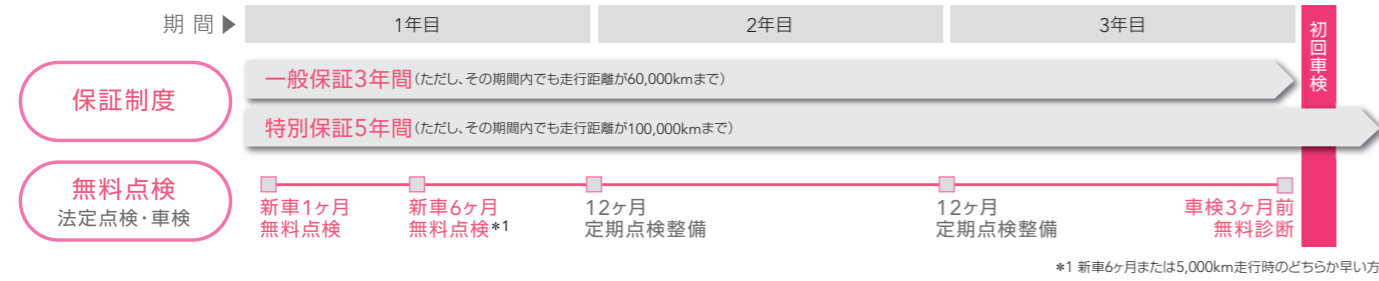 期間▶ 1年目 2年目 3年目
初回車検
保証制度
一般保証3年間(ただし、その期間内でも走行距離が60,000kmまで)
特別保証5年間(ただし、その期間内でも走行距離が100,000kmまで)
無料点検
法定点検・車検
新車1ヶ月
無料点検
新車6ヶ月
無料点検*1
12ヶ月
定期点検整備
12ヶ月
定期点検整備
車検3ヶ月前
無料診断
*1 新車6ヶ月または5,000km走行時のどちらか早い方